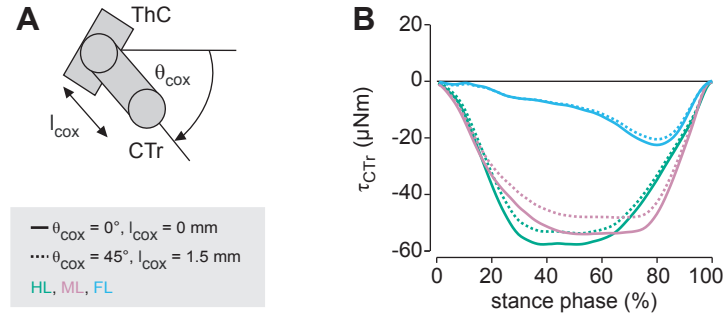 A
ThC
θcox
lcox
CTr
θcox = 0°, lcox = 0 mm
θcox = 45°, lcox = 1.5 mm
HL, ML, FL
B
20
0
-20
-40
-60
τCTr (μNm)
0 20 40 60 80 100
stance phase (%)